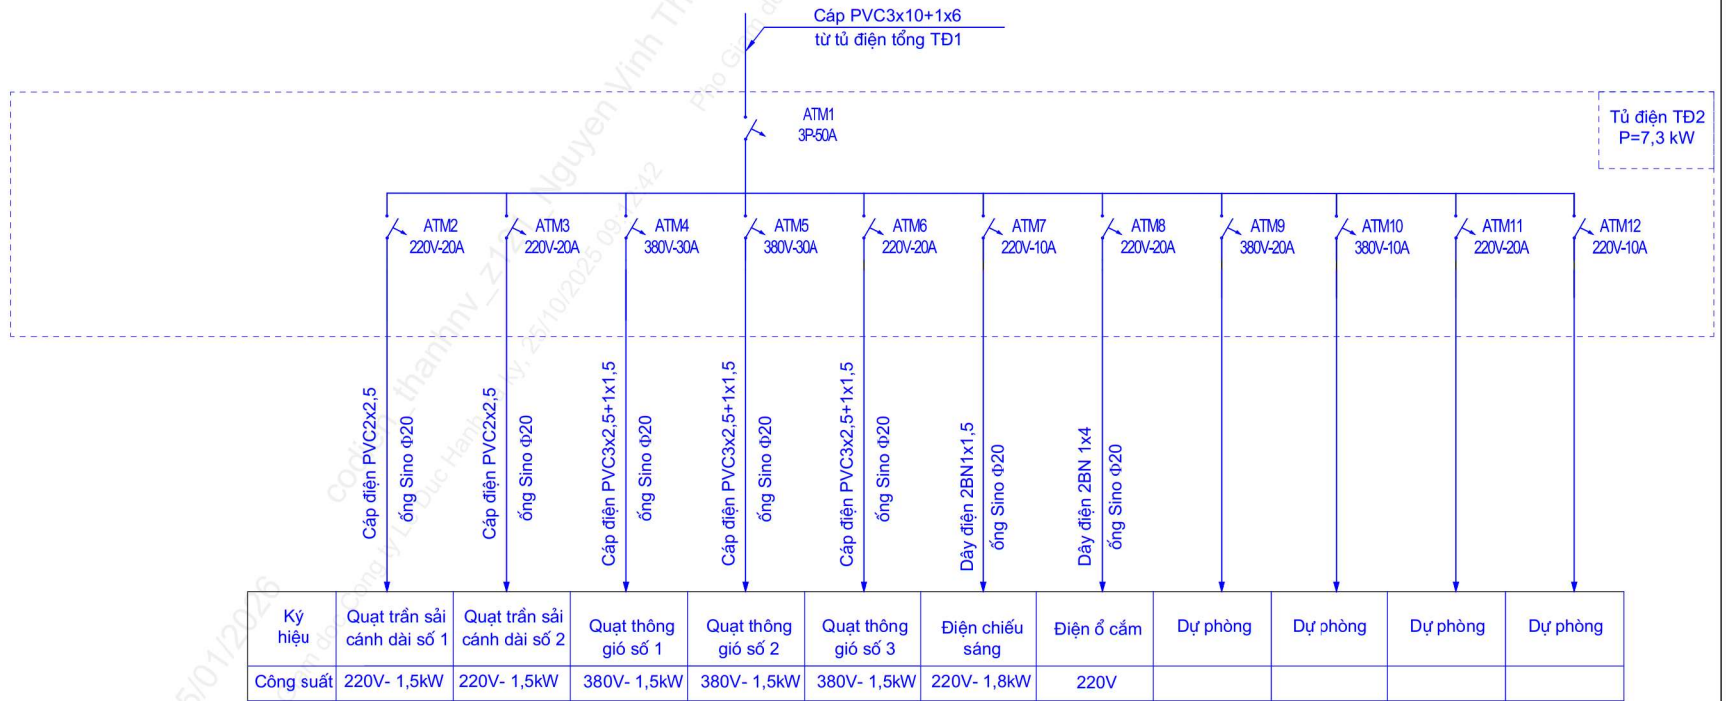 Cáp PVC3x10+1x6
từ tủ điện tổng TĐ1
Tủ điện TĐ2
P=7,3 kW
ATM1
3P-50A
ATM2
220V-20A
ATM3
220V-20A
ATM4
380V-30A
ATM5
380V-30A
ATM6
220V-20A
ATM7
220V-10A
ATM8
220V-20A
ATM9
380V-20A
ATM10
380V-10A
ATM11
220V-20A
ATM12
220V-10A
Cáp điện PVC2x2,5
ống Sino Φ20
Cáp điện PVC2x2,5
ống Sino Φ20
Cáp điện PVC3x2,5+1x1,5
ống Sino Φ20
Cáp điện PVC3x2,5+1x1,5
ống Sino Φ20
Cáp điện PVC3x2,5+1x1,5
ống Sino Φ20
Dây điện 2BN1x1,5
ống Sino Φ20
Dây điện 2BN 1x4
ống Sino Φ20
Ký
hiệu
Quạt trần sải
cánh dài số 1
Quạt trần sải
cánh dài số 2
Quạt thông
gió số 1
Quạt thông
gió số 2
Quạt thông
gió số 3
Điện chiếu
sáng
Điện ổ cắm
Dự phòng
Dự phòng
Dự phòng
Dự phòng
Công suất
220V- 1,5kW
220V- 1,5kW
380V- 1,5kW
380V- 1,5kW
380V- 1,5kW
220V- 1,8kW
220V